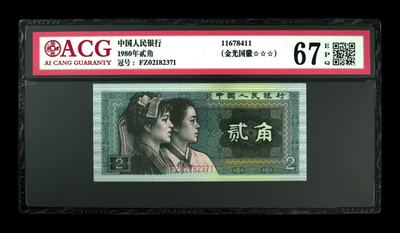 ACG
AI CANG GUARANTY
中国人民银行
1980年贰角
冠号：FZ02182371
11678411
(金光国徽☆☆☆)
67 EPQ
中国人民银行
贰角
2
FZ02182371
2